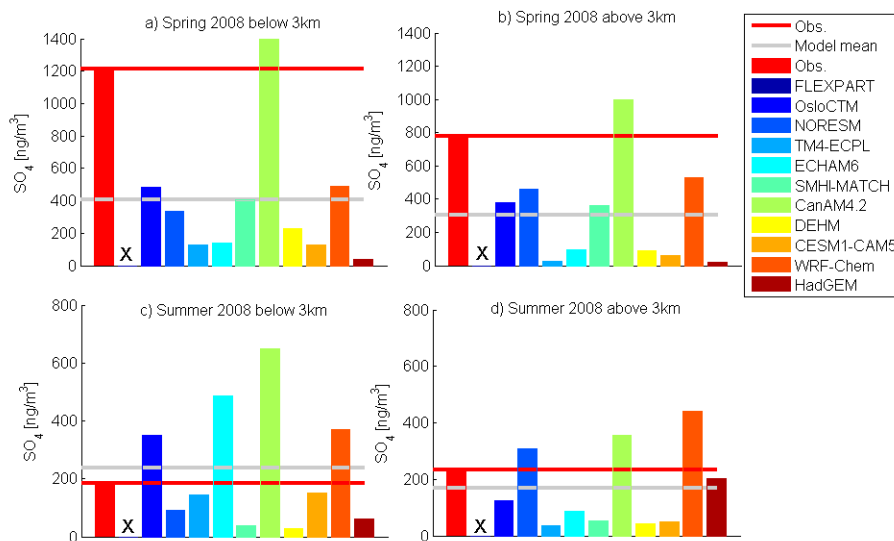 a) Spring 2008 below 3km
SO4 [ng/m3]
1400
1200
1000
800
600
400
200
0
X
b) Spring 2008 above 3km
SO4 [ng/m3]
1400
1200
1000
800
600
400
200
0
X
Obs.
Model mean
Obs.
FLEXPART
OsloCTM
NORESM
TM4-ECPL
ECHAM6
SMHI-MATCH
CanAM4.2
DEHM
CESM1-CAM5
WRF-Chem
HadGEM
c) Summer 2008 below 3km
SO4 [ng/m3]
800
600
400
200
0
X
d) Summer 2008 above 3km
SO4 [ng/m3]
800
600
400
200
0
X